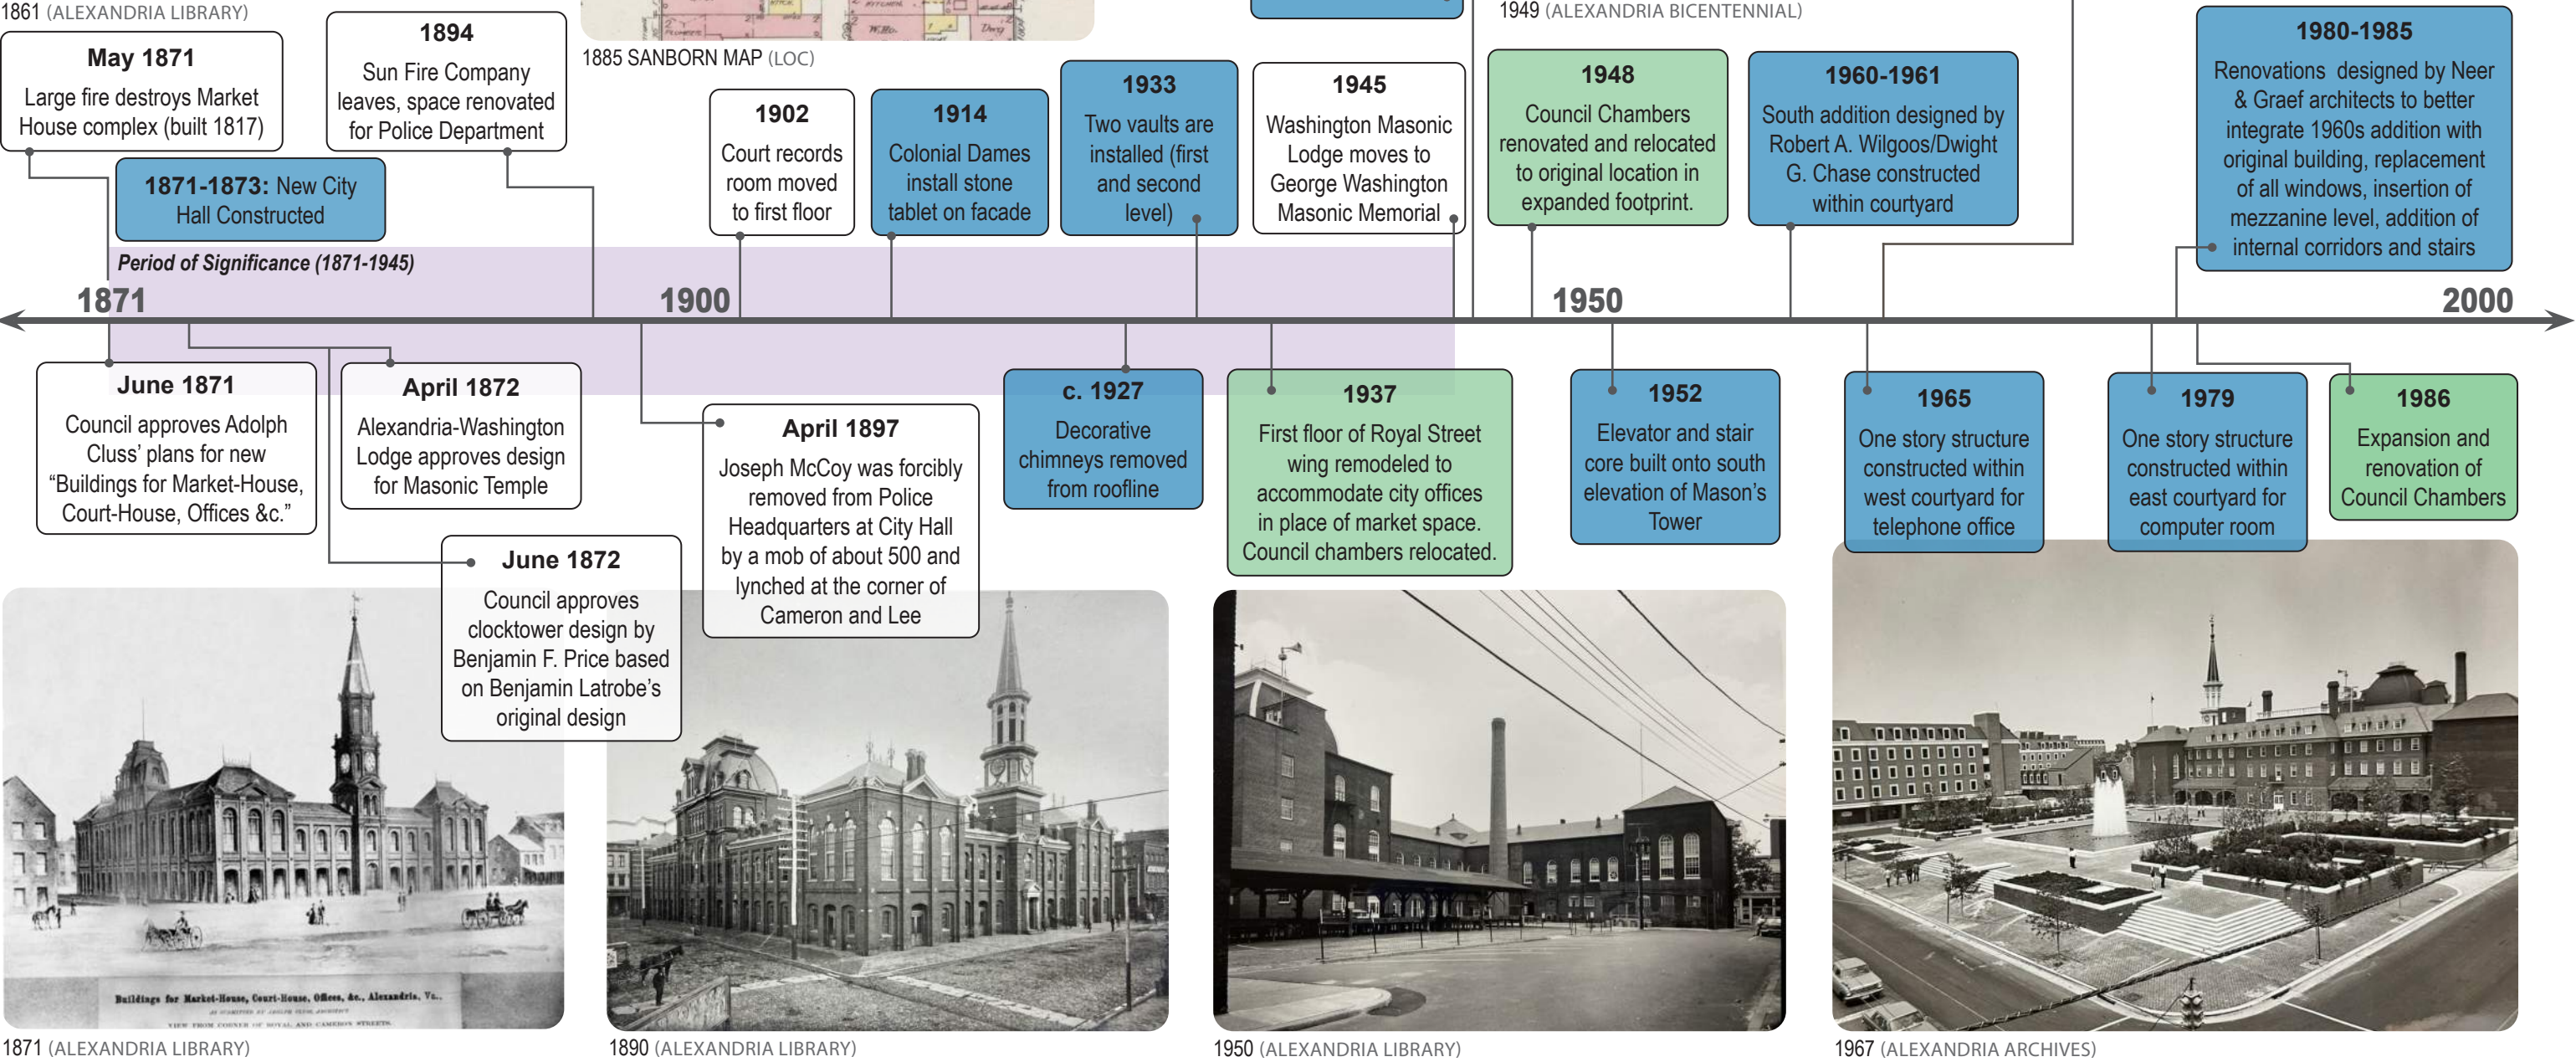 1861 (ALEXANDRIA LIBRARY)
May 1871
Large fire destroys Market
House complex (built 1817)
1894
Sun Fire Company
leaves, space renovated
for Police Department
1885 SANBORN MAP (LOC)
1871-1873: New City
Hall Constructed
1902
Court records
room moved
to first floor
1914
Colonial Dames
install stone
tablet on facade
1933
Two vaults are
installed (first
and second
level)
1945
Washington Masonic
Lodge moves to
George Washington
Masonic Memorial
1949 (ALEXANDRIA BICENTENNIAL)
1948
Council Chambers
renovated and relocated
to original location in
expanded footprint.
1960-1961
South addition designed by
Robert A. Wilgoos/Dwight
G. Chase constructed
within courtyard
1980-1985
Renovations designed by Neer
& Graef architects to better
integrate 1960s addition with
original building, replacement
of all windows, insertion of
mezzanine level, addition of
internal corridors and stairs
Period of Significance (1871-1945)
1871
1900
1950
2000
June 1871
Council approves Adolph
Cluss’ plans for new
“Buildings for Market-House,
Court-House, Offices &c.”
April 1872
Alexandria-Washington
Lodge approves design
for Masonic Temple
June 1872
Council approves
clocktower design by
Benjamin F. Price based
on Benjamin Latrobe’s
original design
April 1897
Joseph McCoy was forcibly
removed from Police
Headquarters at City Hall
by a mob of about 500 and
lynched at the corner of
Cameron and Lee
c. 1927
Decorative
chimneys removed
from roofline
1937
First floor of Royal Street
wing remodeled to
accommodate city offices
in place of market space.
Council chambers relocated.
1952
Elevator and stair
core built onto south
elevation of Mason’s
Tower
1965
One story structure
constructed within
west courtyard for
telephone office
1979
One story structure
constructed within
east courtyard for
computer room
1986
Expansion and
renovation of
Council Chambers
Buildings for Market-House, Court-House, Offices, &c., Alexandria, Va.,
AS SUBMITTED BY ADOLPH CLUSS, ARCHITECT
VIEW FROM CORNER OF ROYAL AND CAMERON STREETS.
1871 (ALEXANDRIA LIBRARY)
1890 (ALEXANDRIA LIBRARY)
1950 (ALEXANDRIA LIBRARY)
1967 (ALEXANDRIA ARCHIVES)